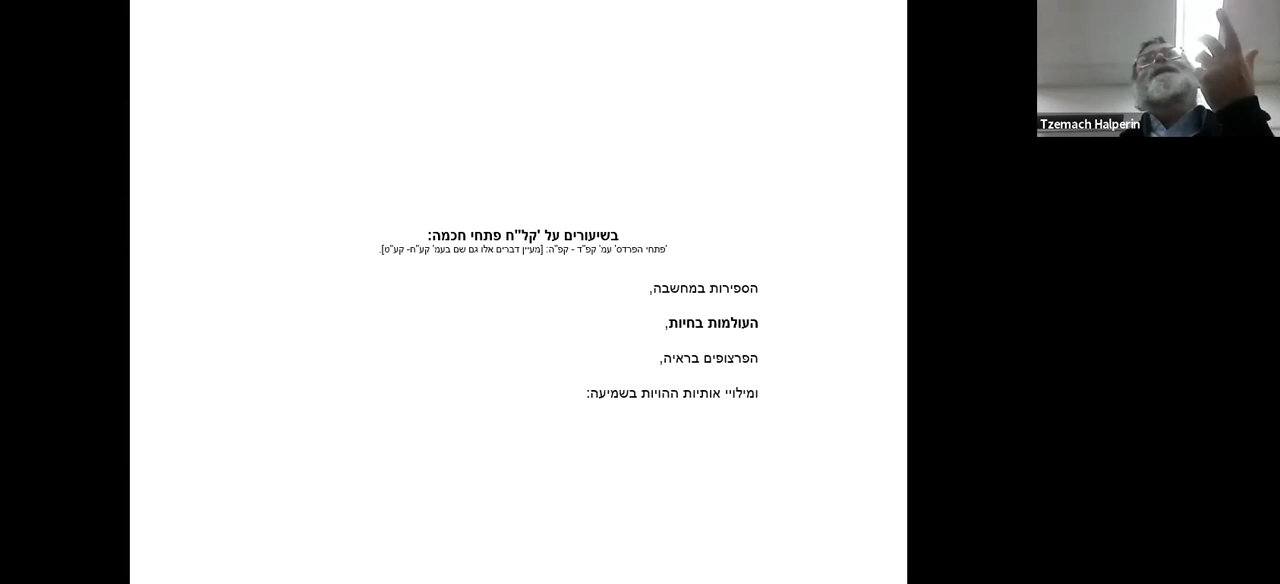 בשיעורים על 'קל"ח פתחי חכמה:
'פתחי הפרדס' עמ' קפ"ד - קפ"ה: [מעיין דברים אלו גם שם בעמ' קע"ח- קע"ט].
הספירות במחשבה,
העולמות בחיות,
הפרצופים בראיה,
ומילויי אותיות ההויות בשמיעה:
Tzemach Halperin